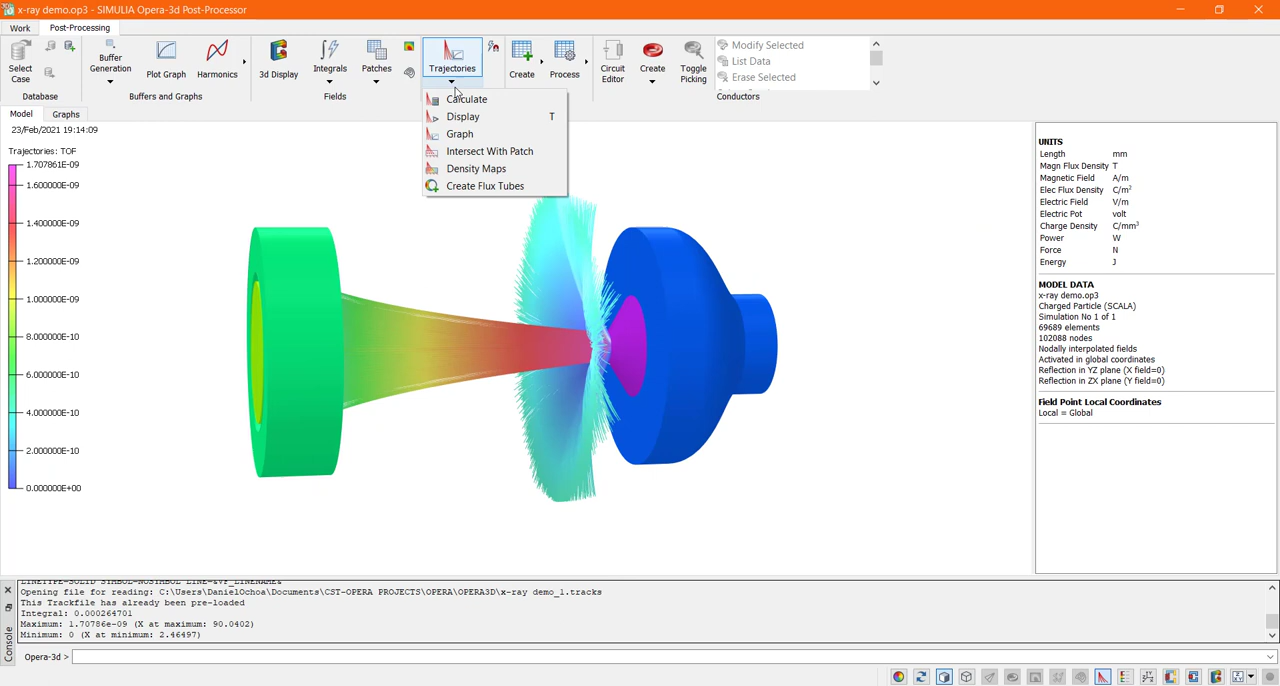 x-ray demo.op3 - SIMULIA Opera-3d Post-Processor
Work Post-Processing
Select Case
Database
Buffer Generation
Plot Graph
Harmonics
Buffers and Graphs
3d Display
Integrals
Patches
Fields
Trajectories
Create
Process
Circuit Editor
Create
Toggle Picking
Modify Selected
List Data
Erase Selected
Conductors
Calculate
Display T
Graph
Intersect With Patch
Density Maps
Create Flux Tubes
Model Graphs
23/Feb/2021 19:14:09
Trajectories: TOF
1.707861E-09
1.600000E-09
1.400000E-09
1.200000E-09
1.000000E-09
8.000000E-10
6.000000E-10
4.000000E-10
2.000000E-10
0.000000E+00
UNITS
Length mm
Magn Flux Density T
Magnetic Field A/m
Elec Flux Density C/m²
Electric Field V/m
Electric Pot volt
Charge Density C/mm³
Power W
Force N
Energy J
MODEL DATA
x-ray demo.op3
Charged Particle (SCALA)
Simulation No 1 of 1
69689 elements
102088 nodes
Nodally interpolated fields
Activated in global coordinates
Reflection in YZ plane (X field=0)
Reflection in ZX plane (Y field=0)
Field Point Local Coordinates
Local = Global
Console
LINETYPE=SOLID SYMBOL=NOSYMBOL LINE=&VF_LINENAME&
Opening file for reading: C:\Users\DanielOchoa\Documents\CST-OPERA PROJECTS\OPERA\OPERA3D\x-ray demo_1.tracks
This Trackfile has already been pre-loaded
Integral: 0.000264701
Maximum: 1.70786e-09 (X at maximum: 90.0402)
Minimum: 0 (X at minimum: 2.46497)
Opera-3d >